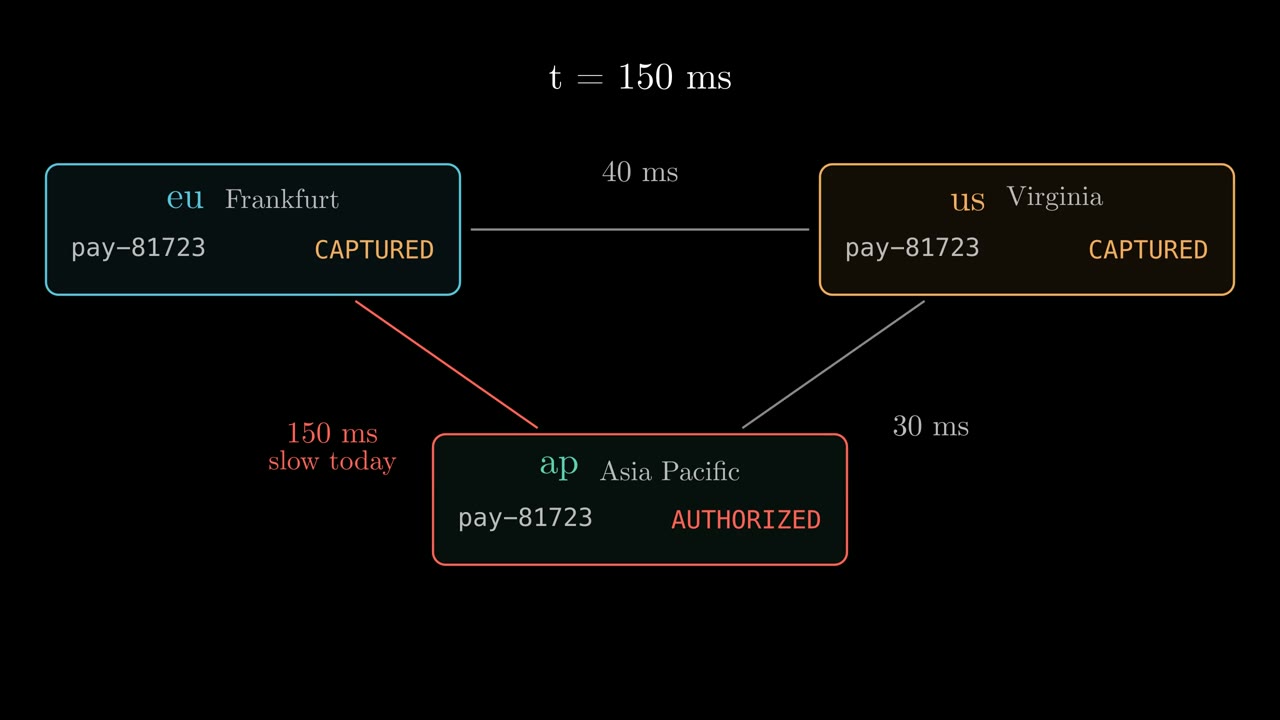 t = 150 ms
40 ms
eu Frankfurt
pay-81723 CAPTURED
us Virginia
pay-81723 CAPTURED
150 ms
slow today
30 ms
ap Asia Pacific
pay-81723 AUTHORIZED